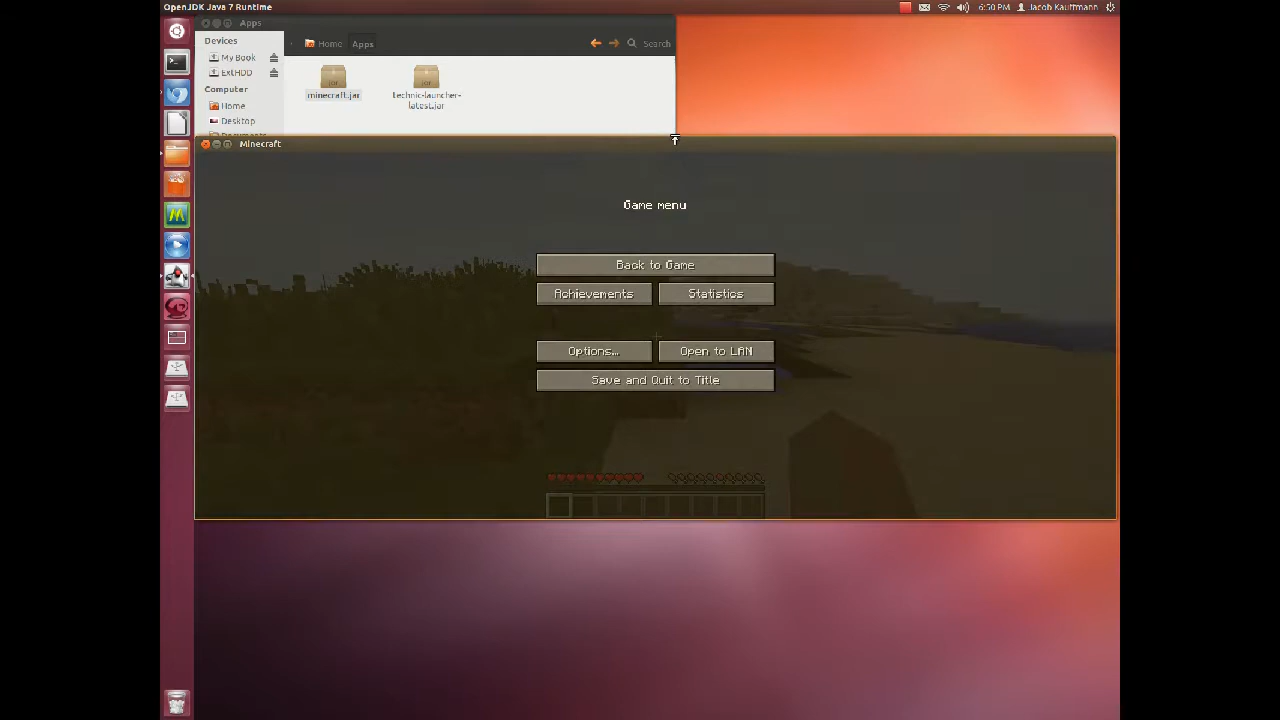 OpenJDK Java 7 Runtime
6:50 PM
Jacob Kauffmann
Apps
Devices
My Book
ExtHDD
Computer
Home
Desktop
Documents
Home
Apps
Search
minecraft.jar
technic-launcher-
latest.jar
Minecraft
Game menu
Back to Game
Achievements
Statistics
Options...
Open to LAN
Save and Quit to Title